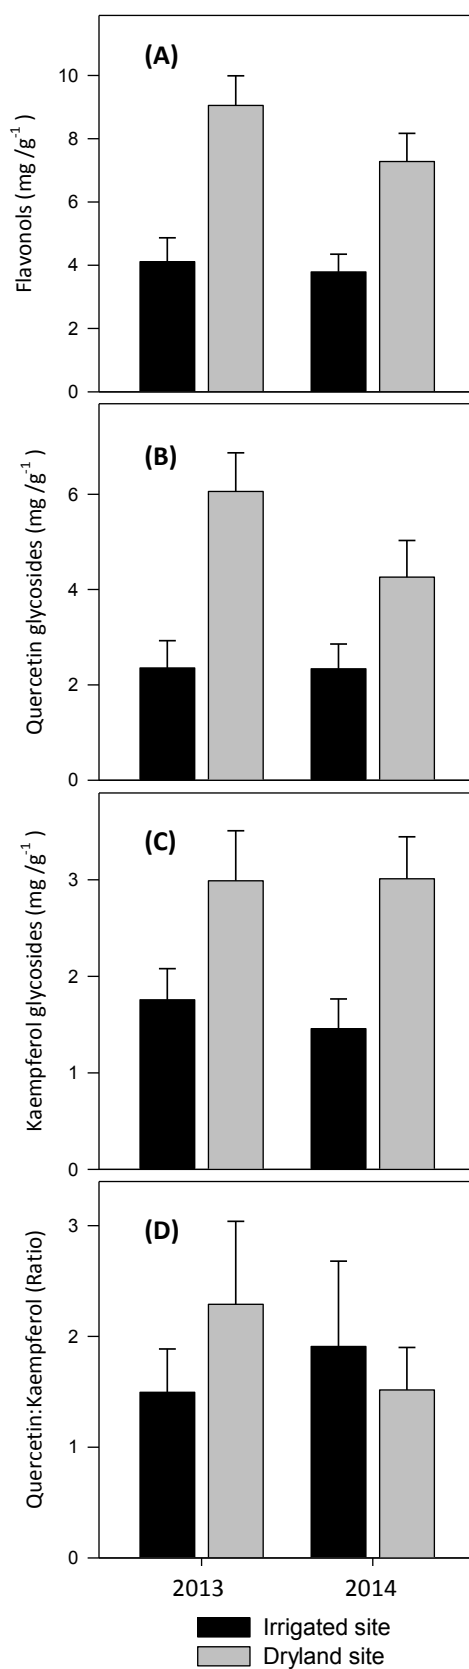 (A)
Flavonols (mg /g⁻¹)
10
8
6
4
2
0
(B)
Quercetin glycosides (mg /g⁻¹)
6
4
2
0
(C)
Kaempferol glycosides (mg /g⁻¹)
3
2
1
0
(D)
Quercetin:Kaempferol (Ratio)
3
2
1
0
2013 2014
Irrigated site
Dryland site